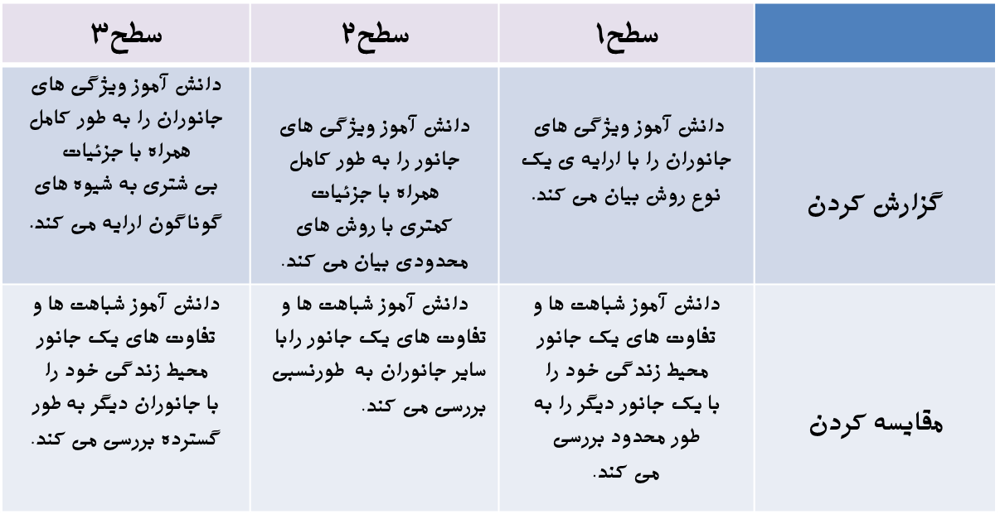 سطح۱
سطح۲
سطح۳
گزارش کردن
دانش آموز ویژگی های
جانوران را با ارایه ی یک
نوع روش بیان می کند.
دانش آموز ویژگی های
جانور را به طور کامل
همراه با جزئیات
کمتری با روش های
محدودی بیان می کند.
دانش آموز ویژگی های
جانوران را به طور کامل
همراه با جزئیات
بی شتری به شیوه های
گوناگون ارایه می کند.
مقایسه کردن
دانش آموز شباهت ها و
تفاوت های یک جانور
محیط زندگی خود را
با یک جانور دیگر را به
طور محدود بررسی
می کند.
دانش آموز شباهت ها و
تفاوت های یک جانور رابا
سایر جانوران به طورنسبی
بررسی می کند.
دانش آموز شباهت ها و
تفاوت های یک جانور
محیط زندگی خود را
با جانوران دیگر به طور
گسترده بررسی می کند.